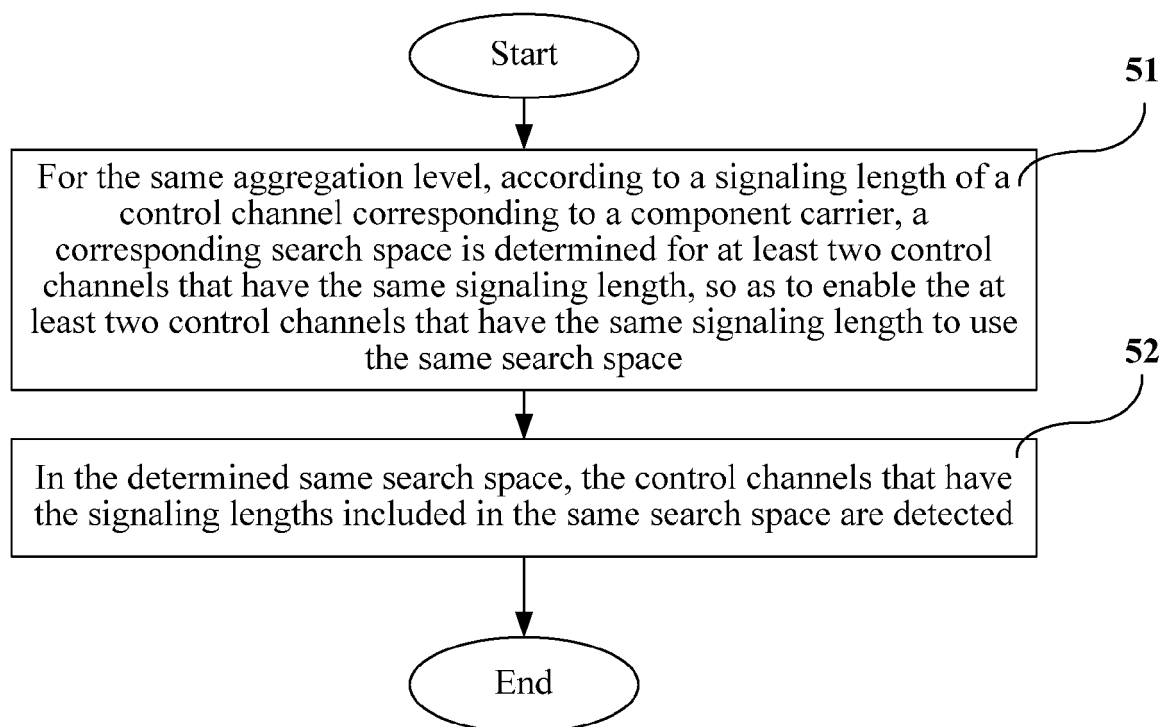 Start
51
For the same aggregation level, according to a signaling length of a
control channel corresponding to a component carrier, a
corresponding search space is determined for at least two control
channels that have the same signaling length, so as to enable the at
least two control channels that have the same signaling length to use
the same search space
52
In the determined same search space, the control channels that have
the signaling lengths included in the same search space are detected
End